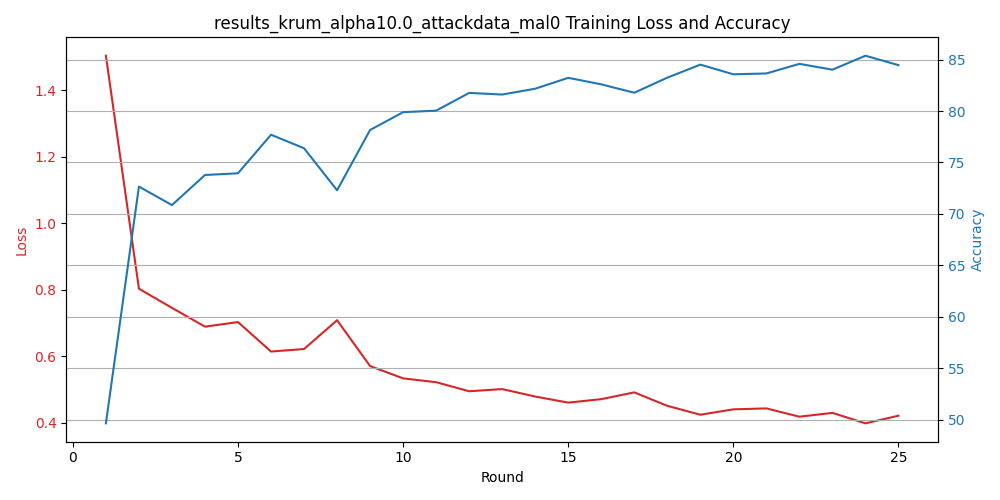 results_krum_alpha10.0_attackdata_mal0 Training Loss and Accuracy
1.4
1.2
1.0
0.8
0.6
0.4
Loss
85
80
75
70
65
60
55
50
Accuracy
0 5 10 15 20 25
Round